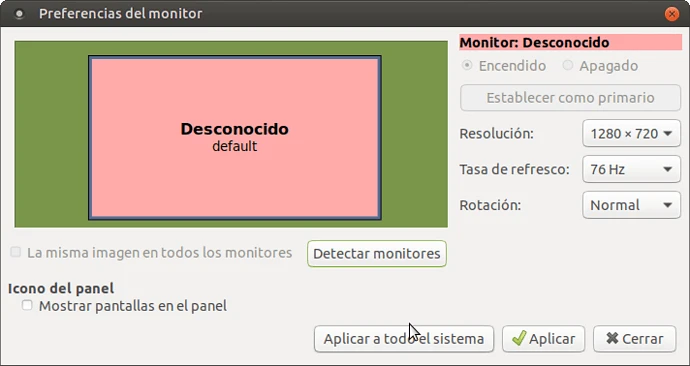 Preferencias del monitor
Monitor: Desconocido
Encendido Apagado
Establecer como primario
Desconocido
default
Resolución: 1280 × 720
Tasa de refresco: 76 Hz
Rotación: Normal
La misma imagen en todos los monitores Detectar monitores
Icono del panel
Mostrar pantallas en el panel
Aplicar a todo el sistema Aplicar Cerrar